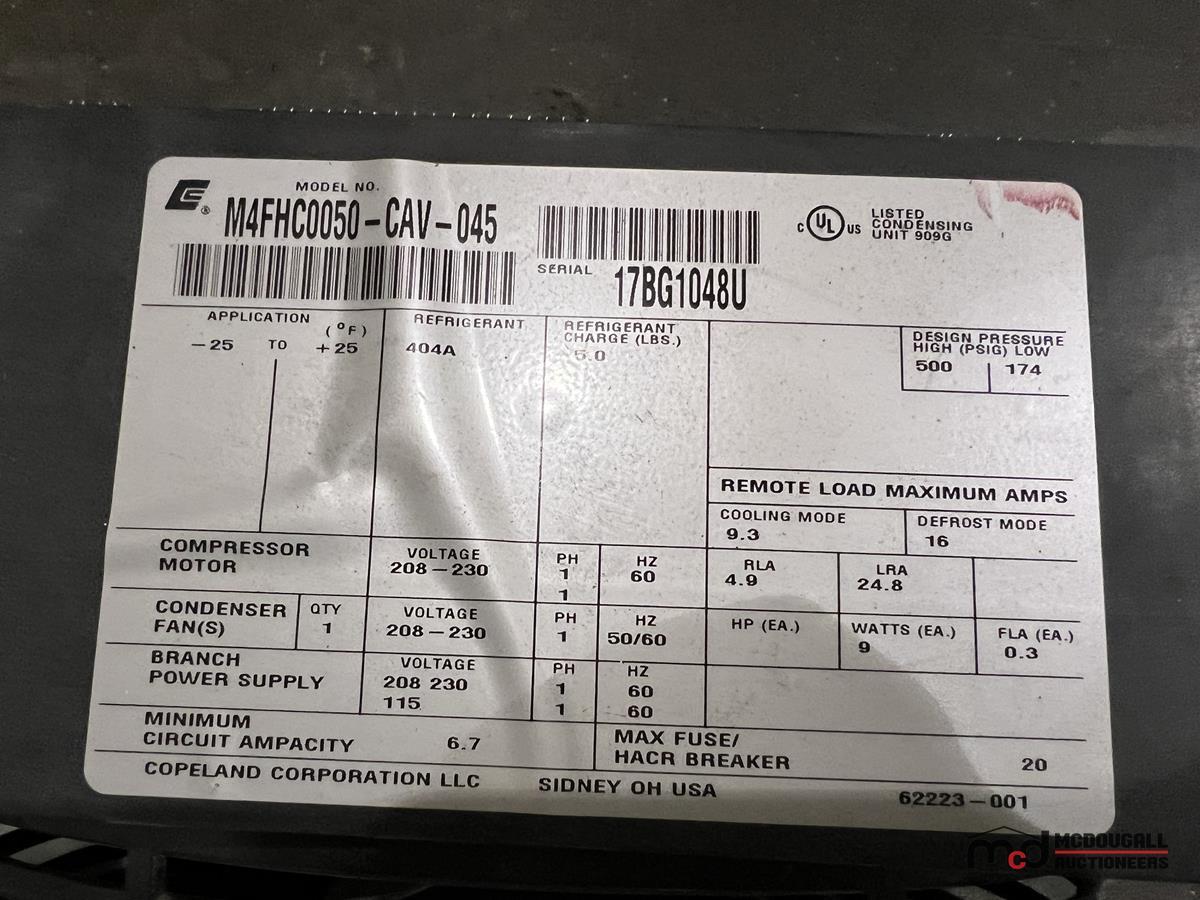 MODEL NO.
M4FHC0050-CAV-045
SERIAL 17BG1048U
C UL US LISTED
CONDENSING
UNIT 909G
APPLICATION (°F)
-25 TO +25
REFRIGERANT
404A
REFRIGERANT
CHARGE (LBS.)
5.0
DESIGN PRESSURE
HIGH (PSIG) LOW
500 174
REMOTE LOAD MAXIMUM AMPS
COOLING MODE
9.3
DEFROST MODE
16
COMPRESSOR
MOTOR
VOLTAGE
208-230
PH
1
1
HZ
60
RLA
4.9
LRA
24.8
CONDENSER
FAN(S)
QTY
1
VOLTAGE
208-230
PH
1
HZ
50/60
HP (EA.)
WATTS (EA.)
9
FLA (EA.)
0.3
BRANCH
POWER SUPPLY
VOLTAGE
208 230
115
PH
1
1
HZ
60
60
MINIMUM
CIRCUIT AMPACITY 6.7
MAX FUSE/
HACR BREAKER 20
COPELAND CORPORATION LLC SIDNEY OH USA 62223-001
mcd MCDOUGALL
AUCTIONEERS